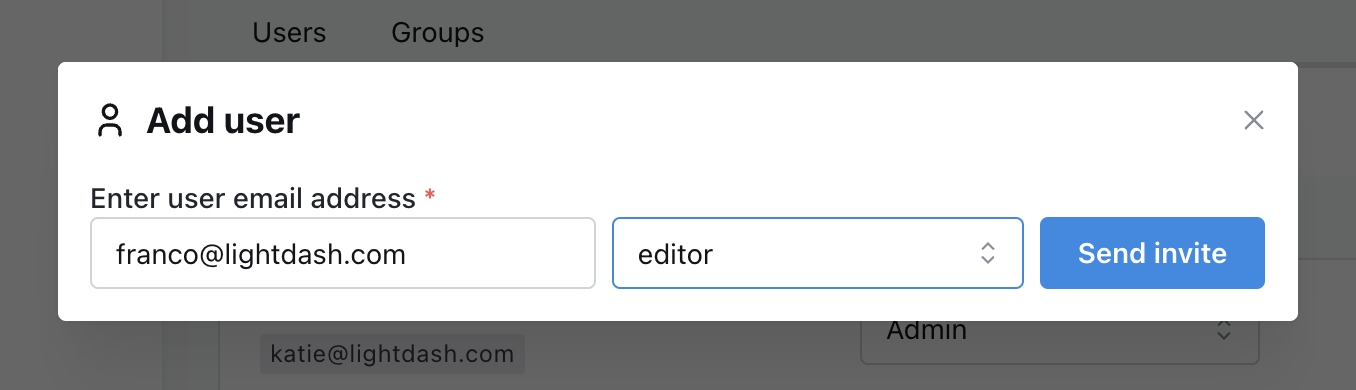 Users Groups
Add user
Enter user email address *
franco@lightdash.com editor Send invite
Admin
katie@lightdash.com